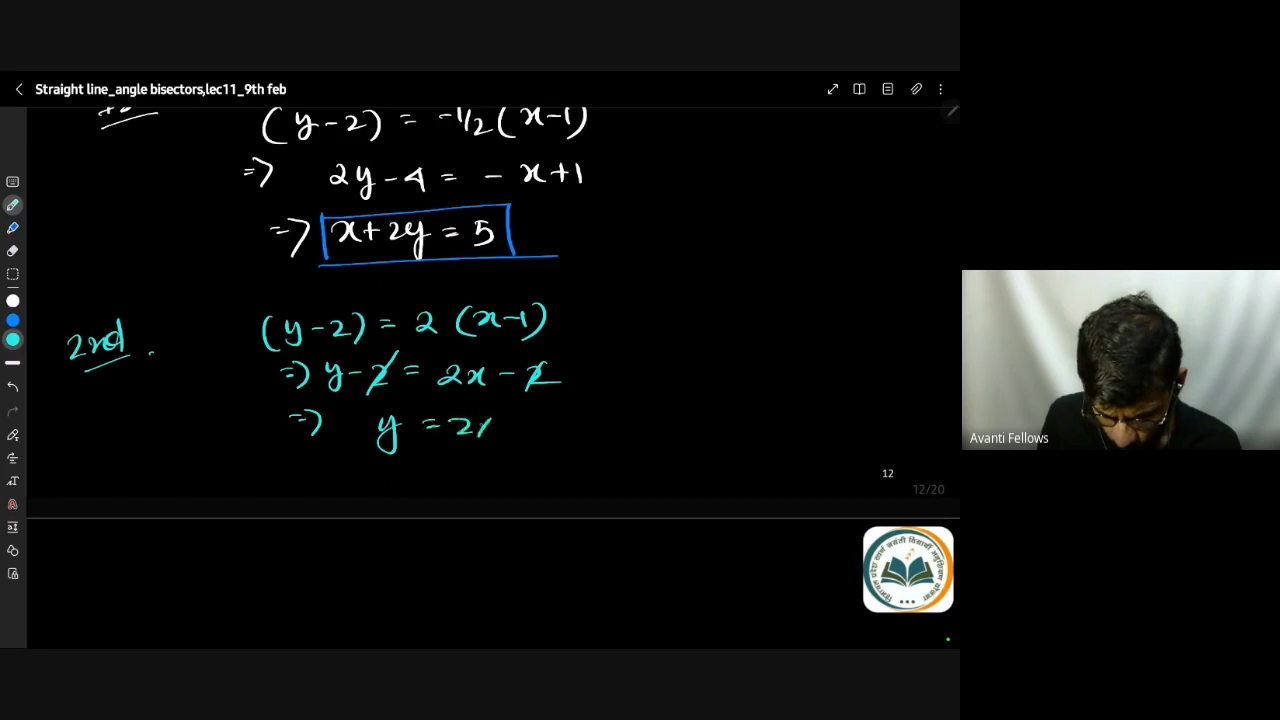 Straight line_angle bisectors,lec11_9th feb
(y-2) = -1/2 (x-1)
=> 2y-4 = - x+1
=> x+2y = 5
2nd.
(y-2) = 2 (x-1)
=> y-2 = 2x-2
=> y = 2x
12
12/20
Avanti Fellows